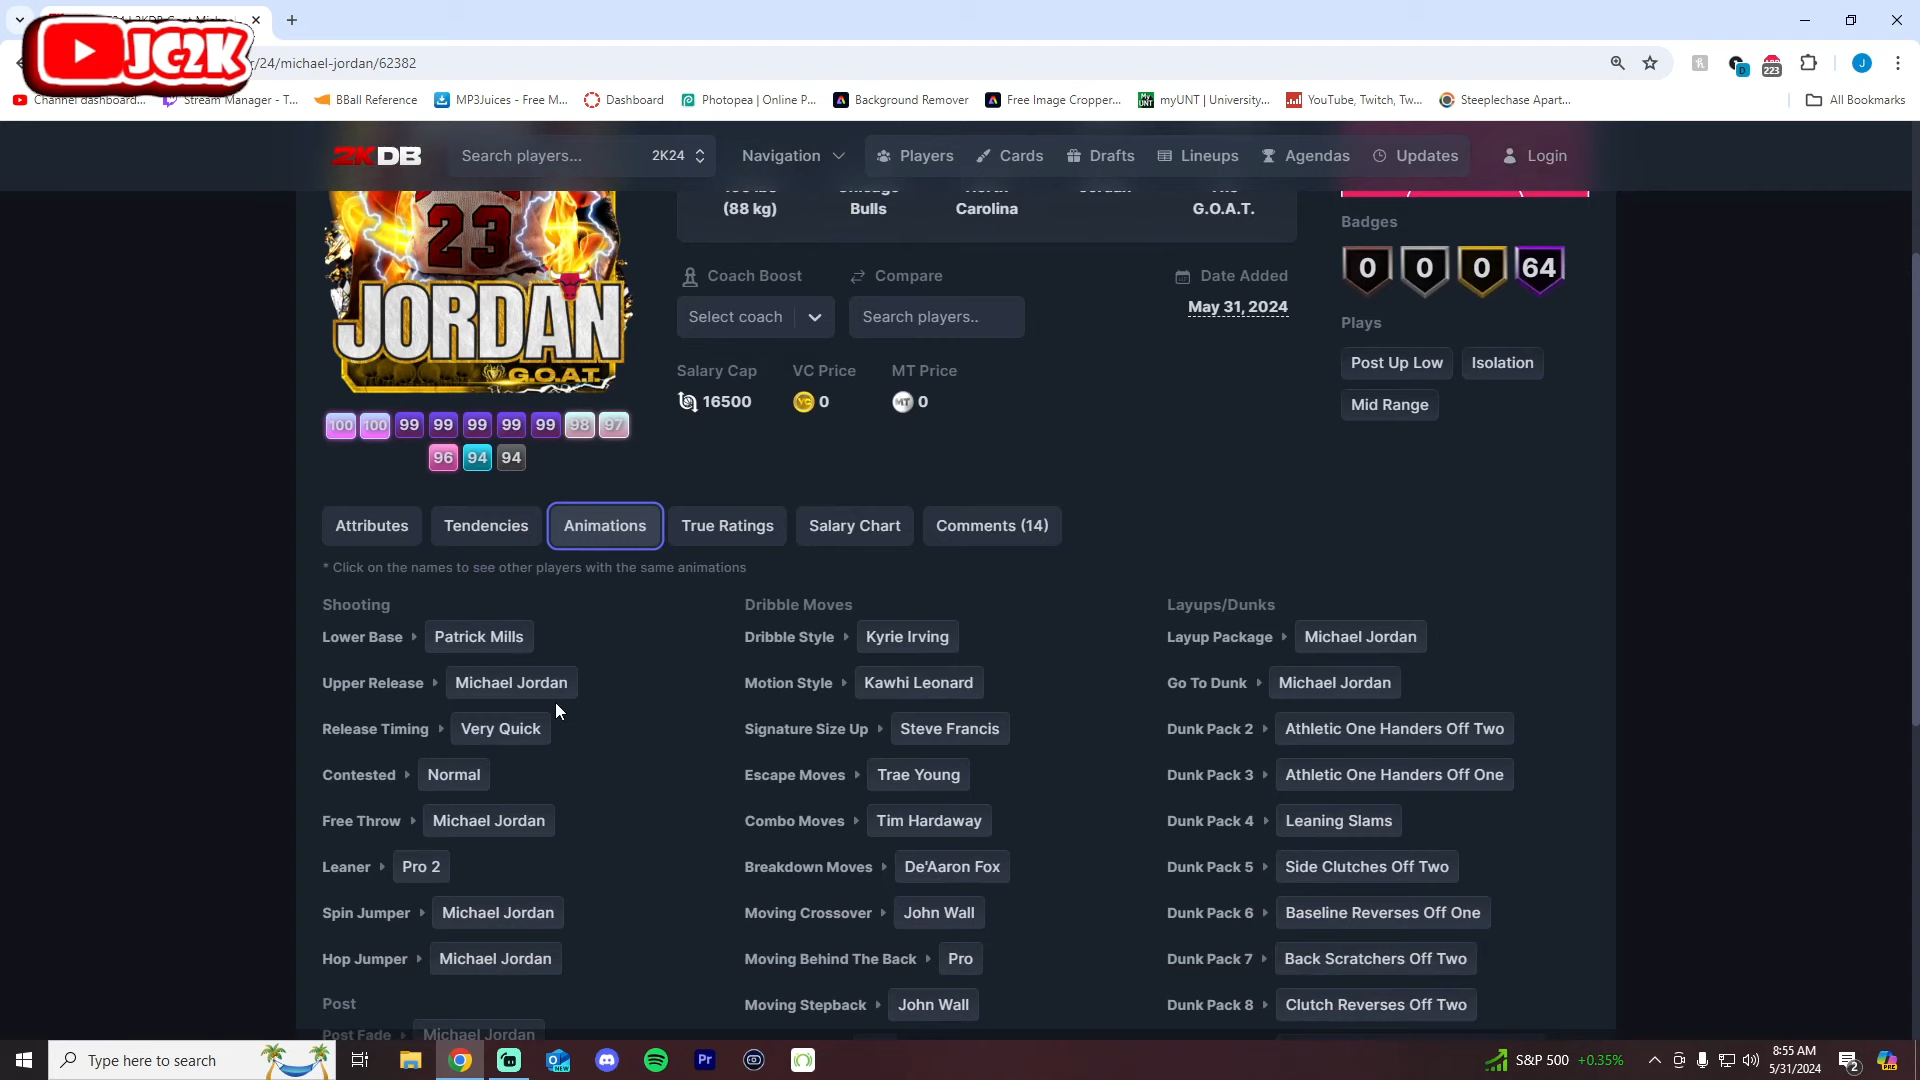 JC2K
r/24/michael-jordan/62382
223
J
Channel dashboard...
Stream Manager - T...
BBall Reference
MP3Juices - Free M...
Dashboard
Photopea | Online P...
Background Remover
Free Image Cropper...
myUNT | University...
YouTube, Twitch, Tw...
Steeplechase Apart...
All Bookmarks
2KDB
Search players...
2K24
Navigation
Players
Cards
Drafts
Lineups
Agendas
Updates
Login
(88 kg)
Bulls
North
Carolina
G.O.A.T.
23
JORDAN
G.O.A.T.
Coach Boost
Compare
Date Added
Select coach
Search players..
May 31, 2024
Salary Cap
VC Price
MT Price
16500
VC 0
MT 0
Badges
0 0 0 64
Plays
Post Up Low
Isolation
Mid Range
100 100 99 99 99 99 99 98 97
96 94 94
Attributes
Tendencies
Animations
True Ratings
Salary Chart
Comments (14)
* Click on the names to see other players with the same animations
Shooting
Lower Base Patrick Mills
Upper Release Michael Jordan
Release Timing Very Quick
Contested Normal
Free Throw Michael Jordan
Leaner Pro 2
Spin Jumper Michael Jordan
Hop Jumper Michael Jordan
Post
Post Fade Michael Jordan
Dribble Moves
Dribble Style Kyrie Irving
Motion Style Kawhi Leonard
Signature Size Up Steve Francis
Escape Moves Trae Young
Combo Moves Tim Hardaway
Breakdown Moves De'Aaron Fox
Moving Crossover John Wall
Moving Behind The Back Pro
Moving Stepback John Wall
Layups/Dunks
Layup Package Michael Jordan
Go To Dunk Michael Jordan
Dunk Pack 2 Athletic One Handers Off Two
Dunk Pack 3 Athletic One Handers Off One
Dunk Pack 4 Leaning Slams
Dunk Pack 5 Side Clutches Off Two
Dunk Pack 6 Baseline Reverses Off One
Dunk Pack 7 Back Scratchers Off Two
Dunk Pack 8 Clutch Reverses Off Two
Type here to search
S&P 500 +0.35%
8:55 AM
5/31/2024
2